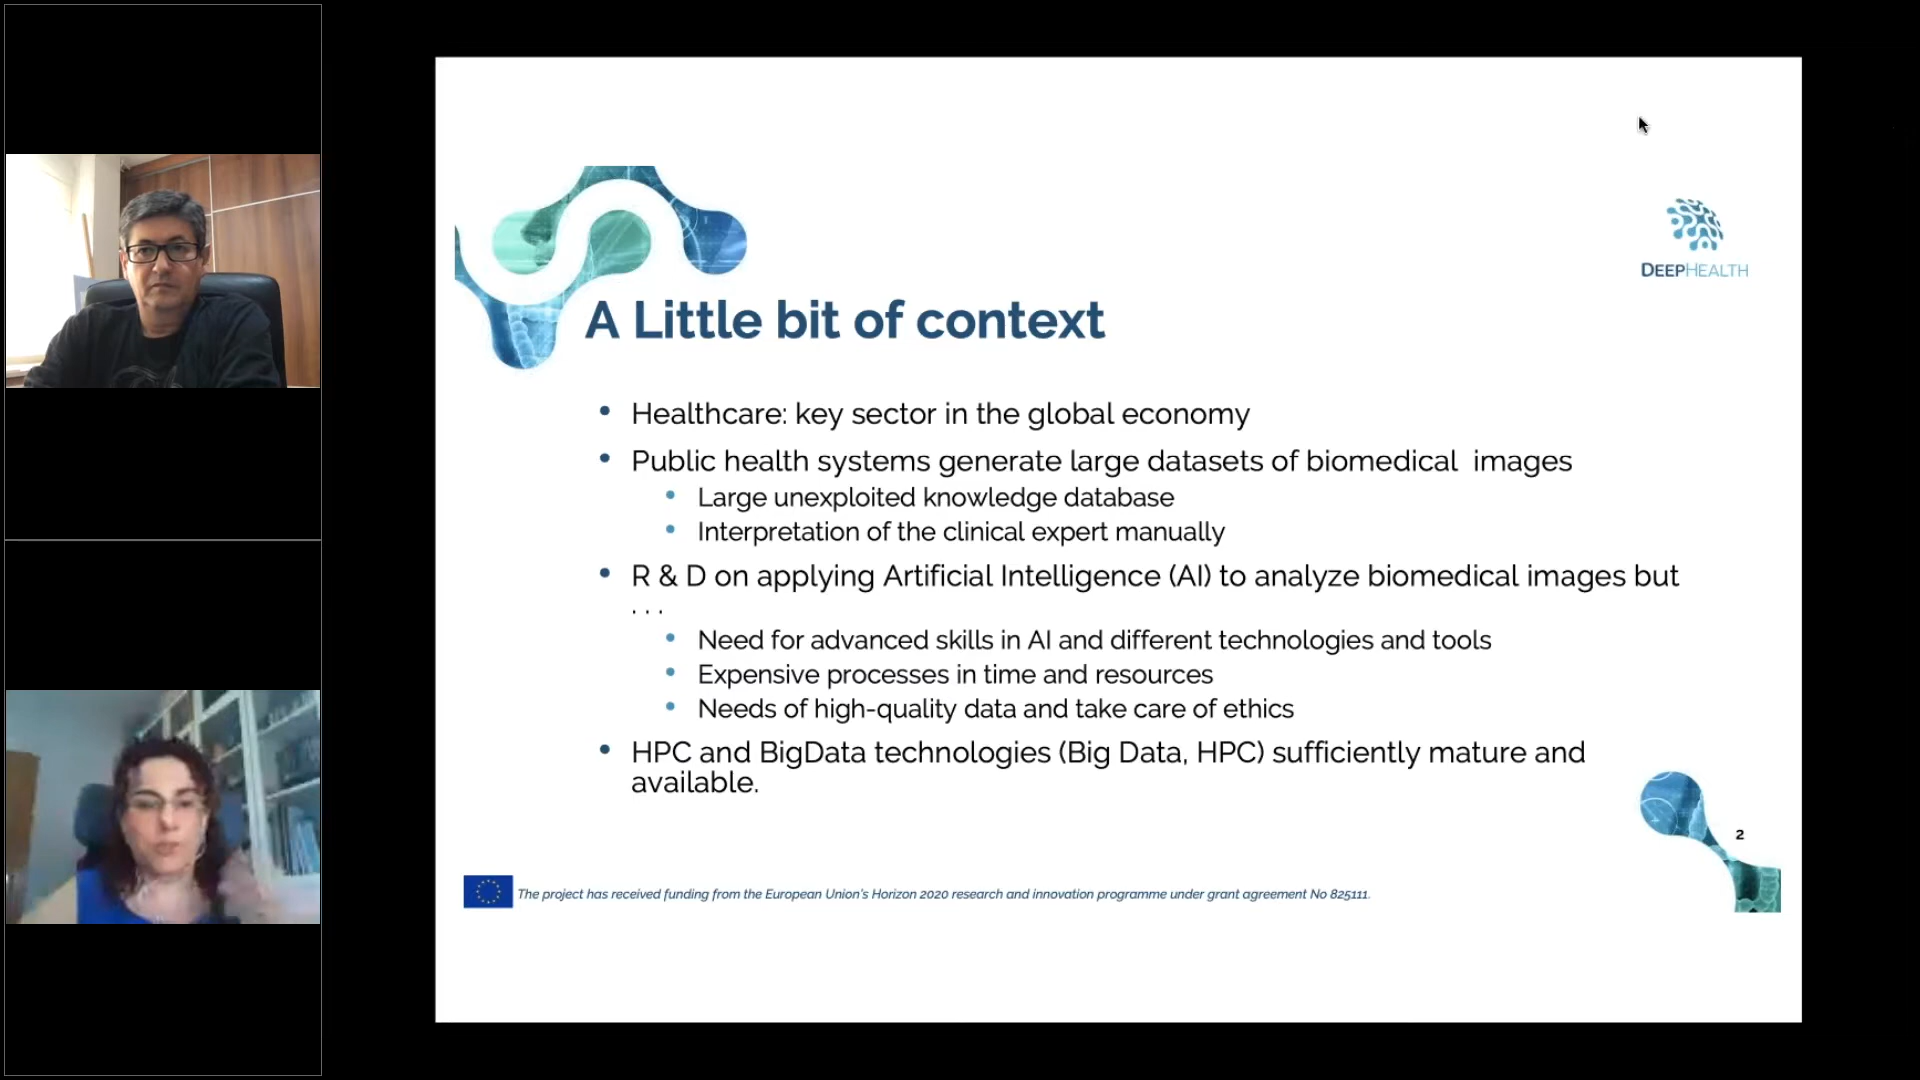 DEEPHEALTH
A Little bit of context
• Healthcare: key sector in the global economy
• Public health systems generate large datasets of biomedical  images
• Large unexploited knowledge database
• Interpretation of the clinical expert manually
• R & D on applying Artificial Intelligence (AI) to analyze biomedical images but
. . .
• Need for advanced skills in AI and different technologies and tools
• Expensive processes in time and resources
• Needs of high-quality data and take care of ethics
• HPC and BigData technologies (Big Data, HPC) sufficiently mature and
available.
2
The project has received funding from the European Union's Horizon 2020 research and innovation programme under grant agreement No 825111.